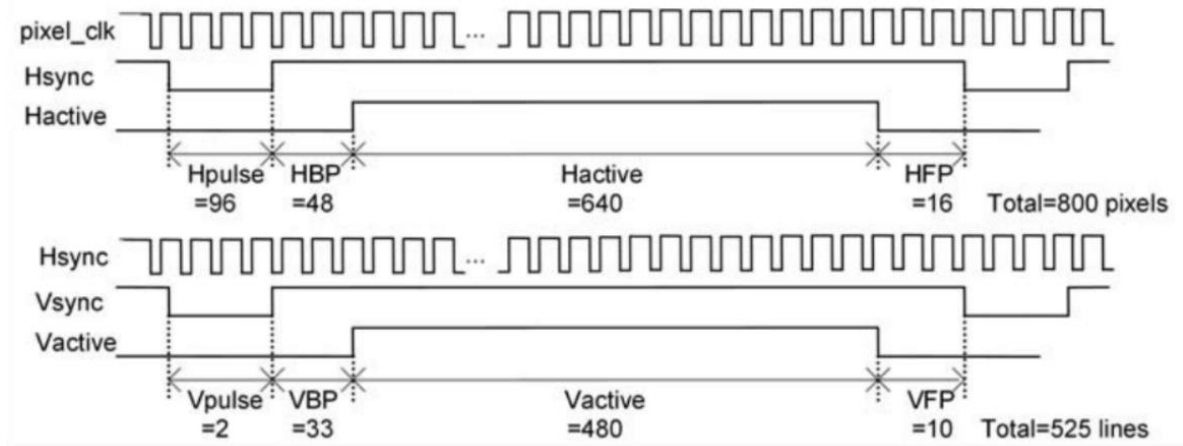 pixel_clk
...
Hsync
Hactive
Hpulse HBP Hactive HFP
=96 =48 =640 =16 Total=800 pixels
Hsync
...
Vsync
Vactive
Vpulse VBP Vactive VFP
=2 =33 =480 =10 Total=525 lines